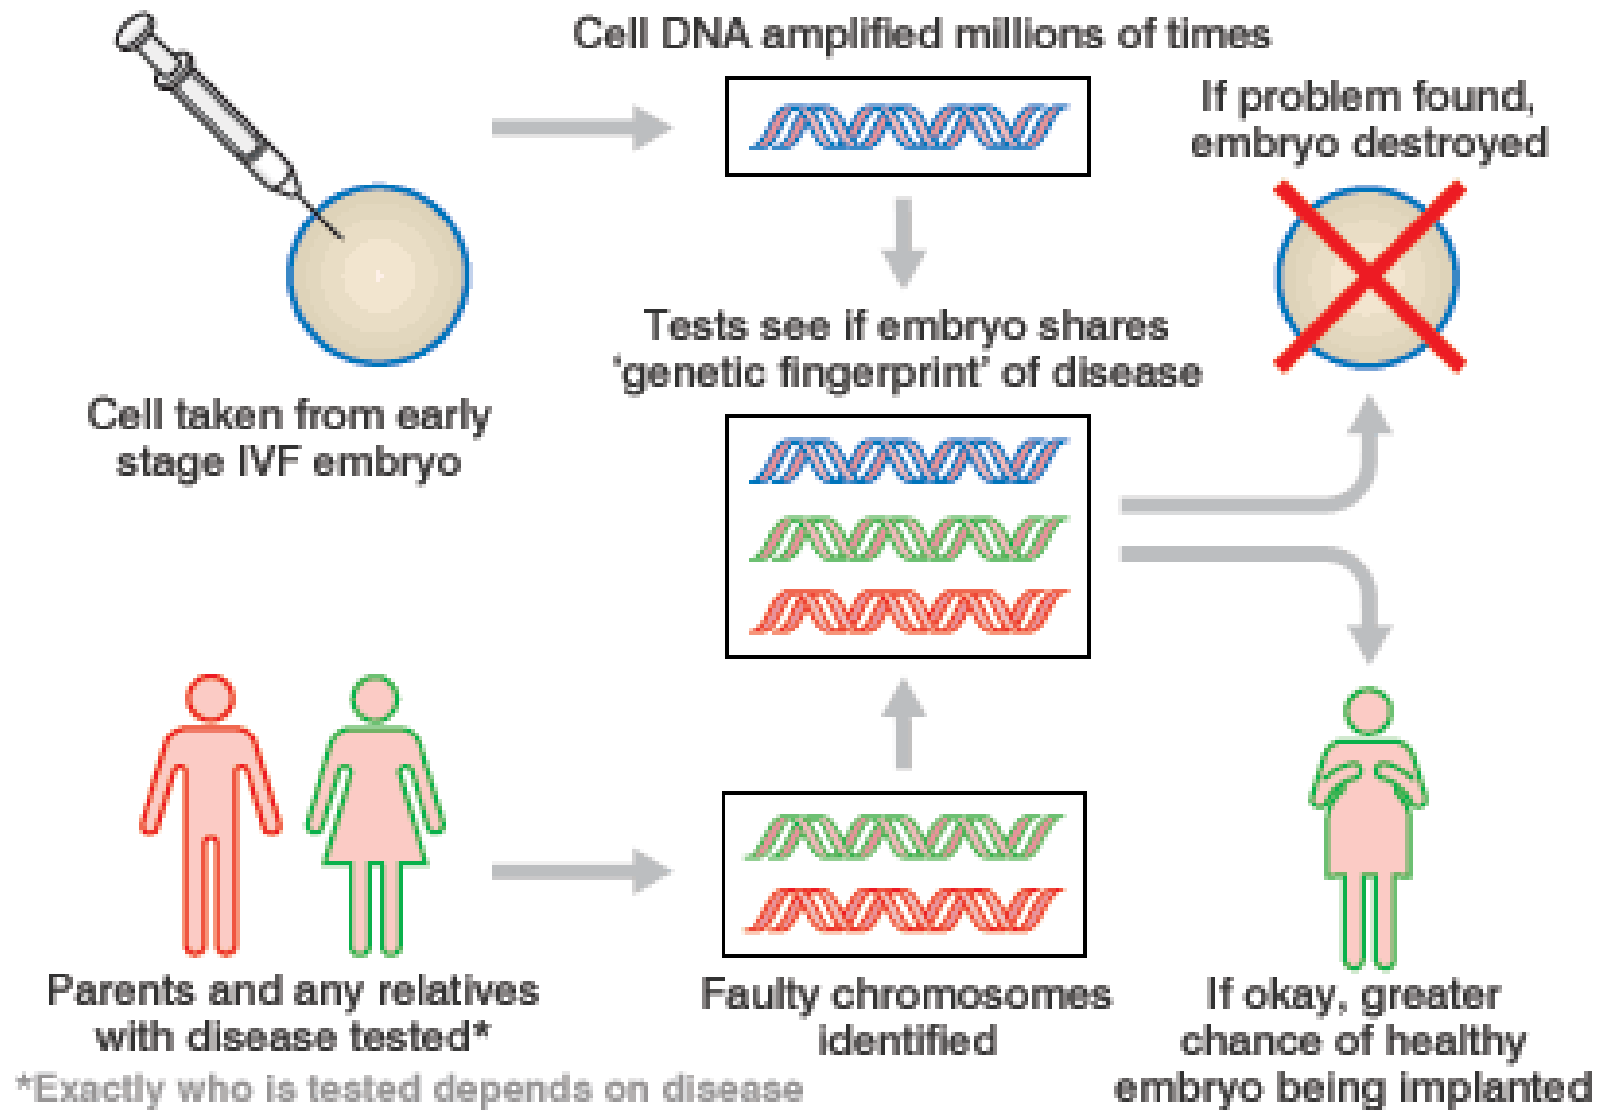 Cell DNA amplified millions of times
If problem found,
embryo destroyed
Cell taken from early
stage IVF embryo
Tests see if embryo shares
‘genetic fingerprint’ of disease
Parents and any relatives
with disease tested*
Faulty chromosomes
identified
If okay, greater
chance of healthy
embryo being implanted
*Exactly who is tested depends on disease